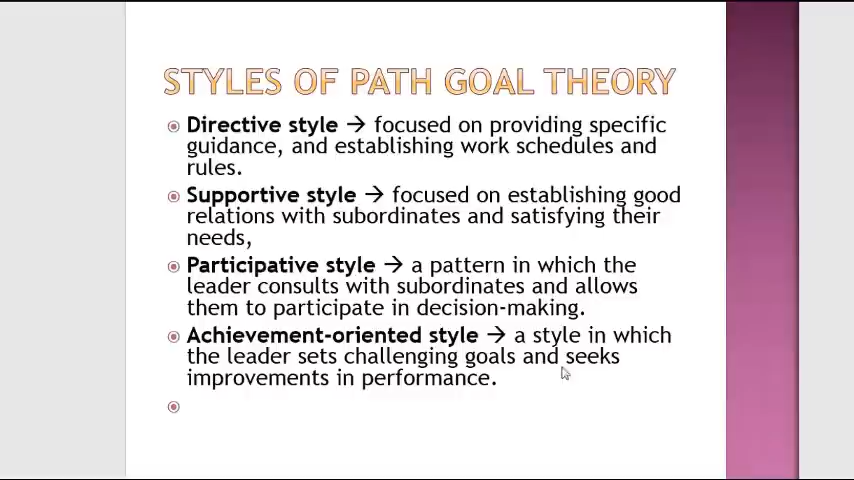 STYLES OF PATH GOAL THEORY
Directive style → focused on providing specific
guidance, and establishing work schedules and
rules.
Supportive style → focused on establishing good
relations with subordinates and satisfying their
needs,
Participative style → a pattern in which the
leader consults with subordinates and allows
them to participate in decision-making.
Achievement-oriented style → a style in which
the leader sets challenging goals and seeks
improvements in performance.